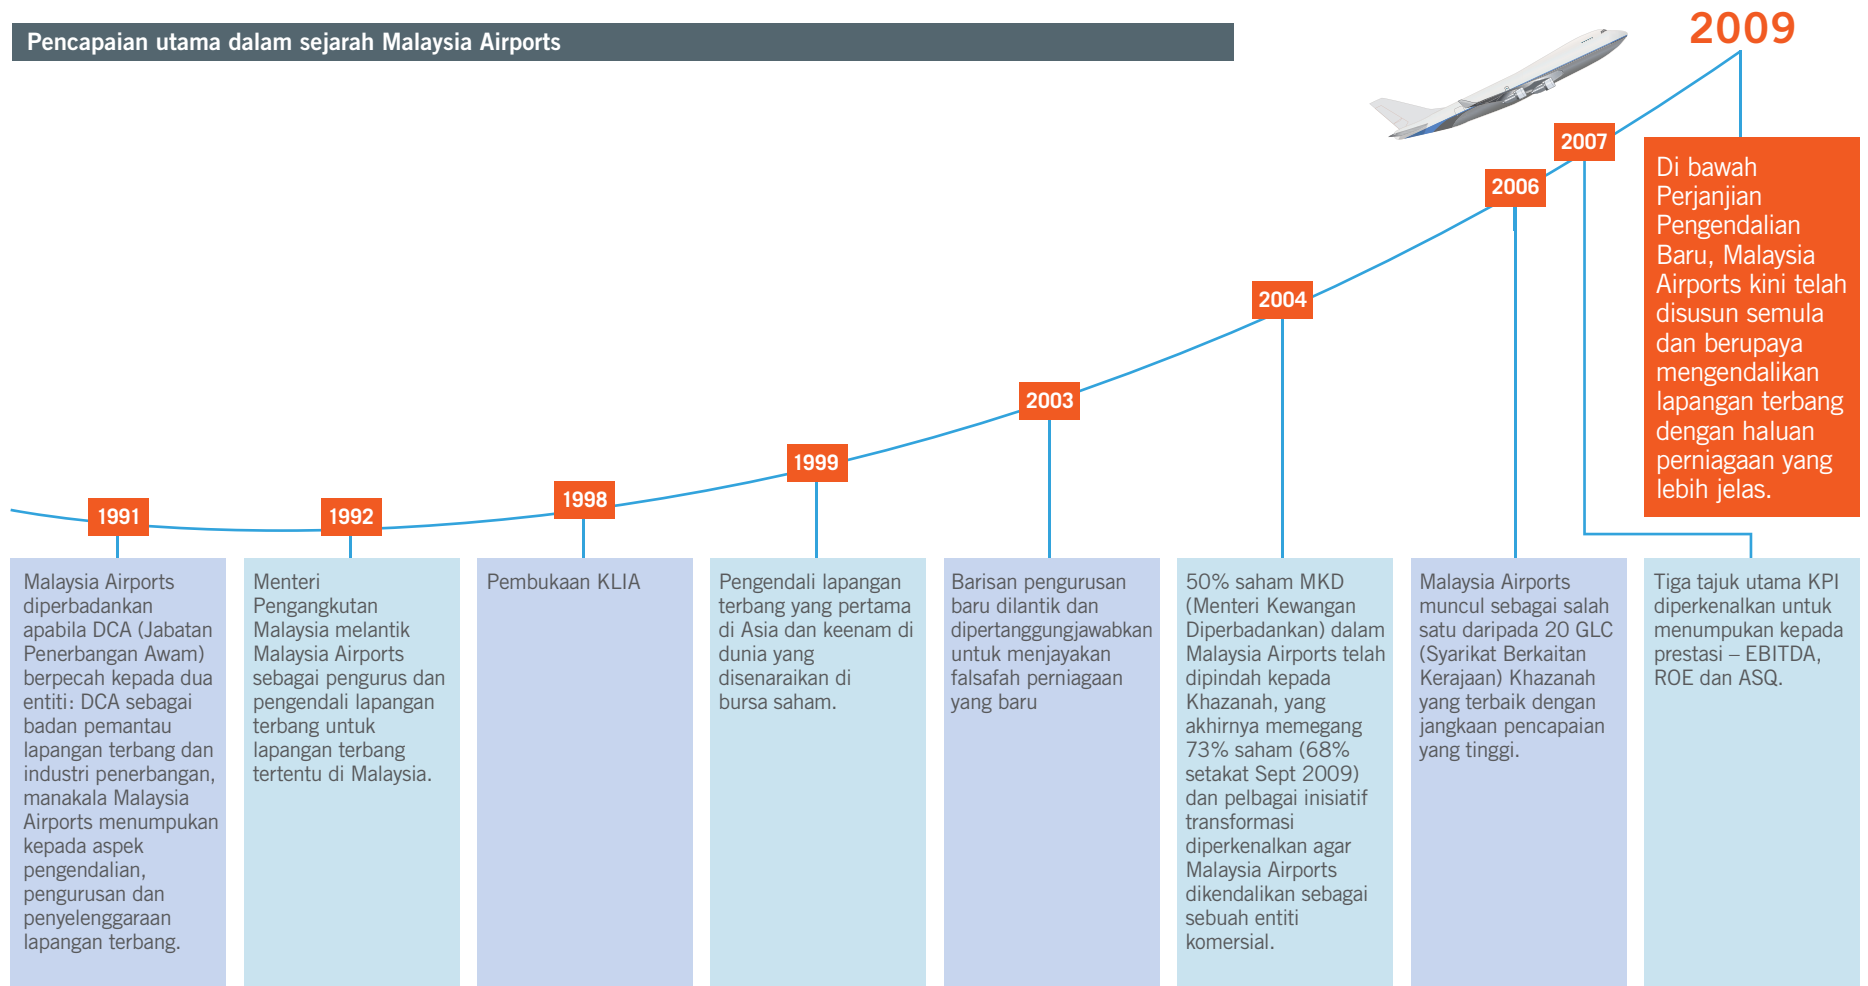 Pencapaian utama dalam sejarah Malaysia Airports
1991
Malaysia Airports
diperbadankan
apabila DCA (Jabatan
Penerbangan Awam)
berpecah kepada dua
entiti: DCA sebagai
badan pemantau
lapangan terbang dan
industri penerbangan,
manakala Malaysia
Airports menumpukan
kepada aspek
pengendalian,
pengurusan dan
penyelenggaraan
lapangan terbang.
1992
Menteri
Pengangkutan
Malaysia melantik
Malaysia Airports
sebagai pengurus dan
pengendali lapangan
terbang untuk
lapangan terbang
tertentu di Malaysia.
1998
Pembukaan KLIA
1999
Pengendali lapangan
terbang yang pertama
di Asia dan keenam di
dunia yang
disenaraikan di
bursa saham.
2003
Barisan pengurusan
baru dilantik dan
dipertanggungjawabkan
untuk menjayakan
falsafah perniagaan
yang baru
2004
50% saham MKD
(Menteri Kewangan
Diperbadankan) dalam
Malaysia Airports telah
dipindah kepada
Khazanah, yang
akhirnya memegang
73% saham (68%
setakat Sept 2009)
dan pelbagai inisiatif
transformasi
diperkenalkan agar
Malaysia Airports
dikendalikan sebagai
sebuah entiti
komersial.
2006
Malaysia Airports
muncul sebagai salah
satu daripada 20 GLC
(Syarikat Berkaitan
Kerajaan) Khazanah
yang terbaik dengan
jangkaan pencapaian
yang tinggi.
2007
Tiga tajuk utama KPI
diperkenalkan untuk
menumpukan kepada
prestasi – EBITDA,
ROE dan ASQ.
2009
Di bawah
Perjanjian
Pengendalian
Baru, Malaysia
Airports kini telah
disusun semula
dan berupaya
mengendalikan
lapangan terbang
dengan haluan
perniagaan yang
lebih jelas.